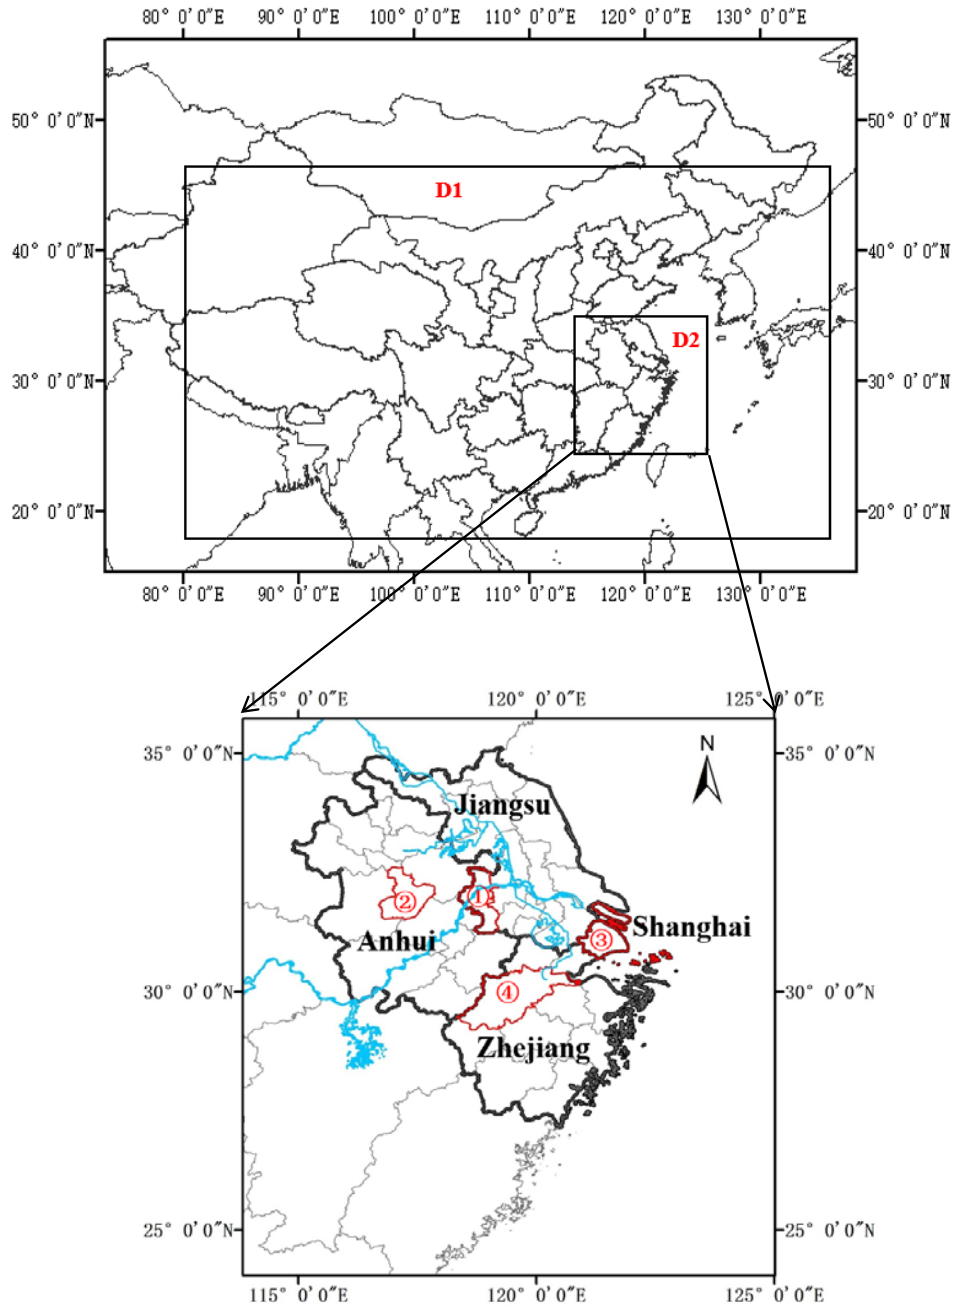 80° 0'0"E 90° 0'0"E 100° 0'0"E 110° 0'0"E 120° 0'0"E 130° 0'0"E
50° 0'0"N 50° 0'0"N
D1
40° 0'0"N 40° 0'0"N
D2
30° 0'0"N 30° 0'0"N
20° 0'0"N 20° 0'0"N
80° 0'0"E 90° 0'0"E 100° 0'0"E 110° 0'0"E 120° 0'0"E 130° 0'0"E
115° 0'0"E 120° 0'0"E 125° 0'0"E
35° 0'0"N 35° 0'0"N
N
Jiangsu
① ②
Shanghai
③
Anhui
30° 0'0"N ④ 30° 0'0"N
Zhejiang
25° 0'0"N 25° 0'0"N
115° 0'0"E 120° 0'0"E 125° 0'0"E